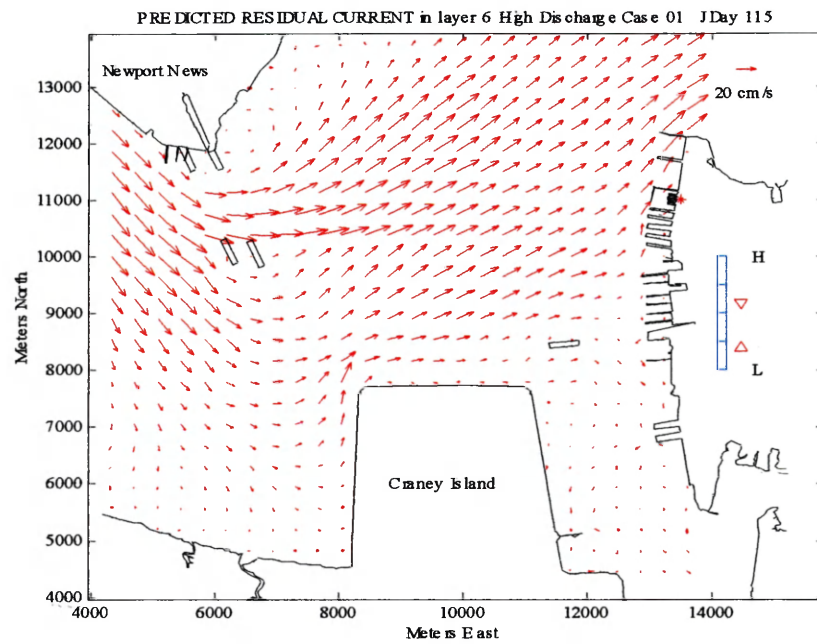 PREDICTED RESIDUAL CURRENT in layer 6 High Discharge Case 01 JDay 115
Newport News
20 cm/s
13000
12000
11000
10000
9000
8000
7000
6000
5000
4000
Meters North
H
L
Craney Island
4000
6000
8000
10000
12000
14000
Meters East